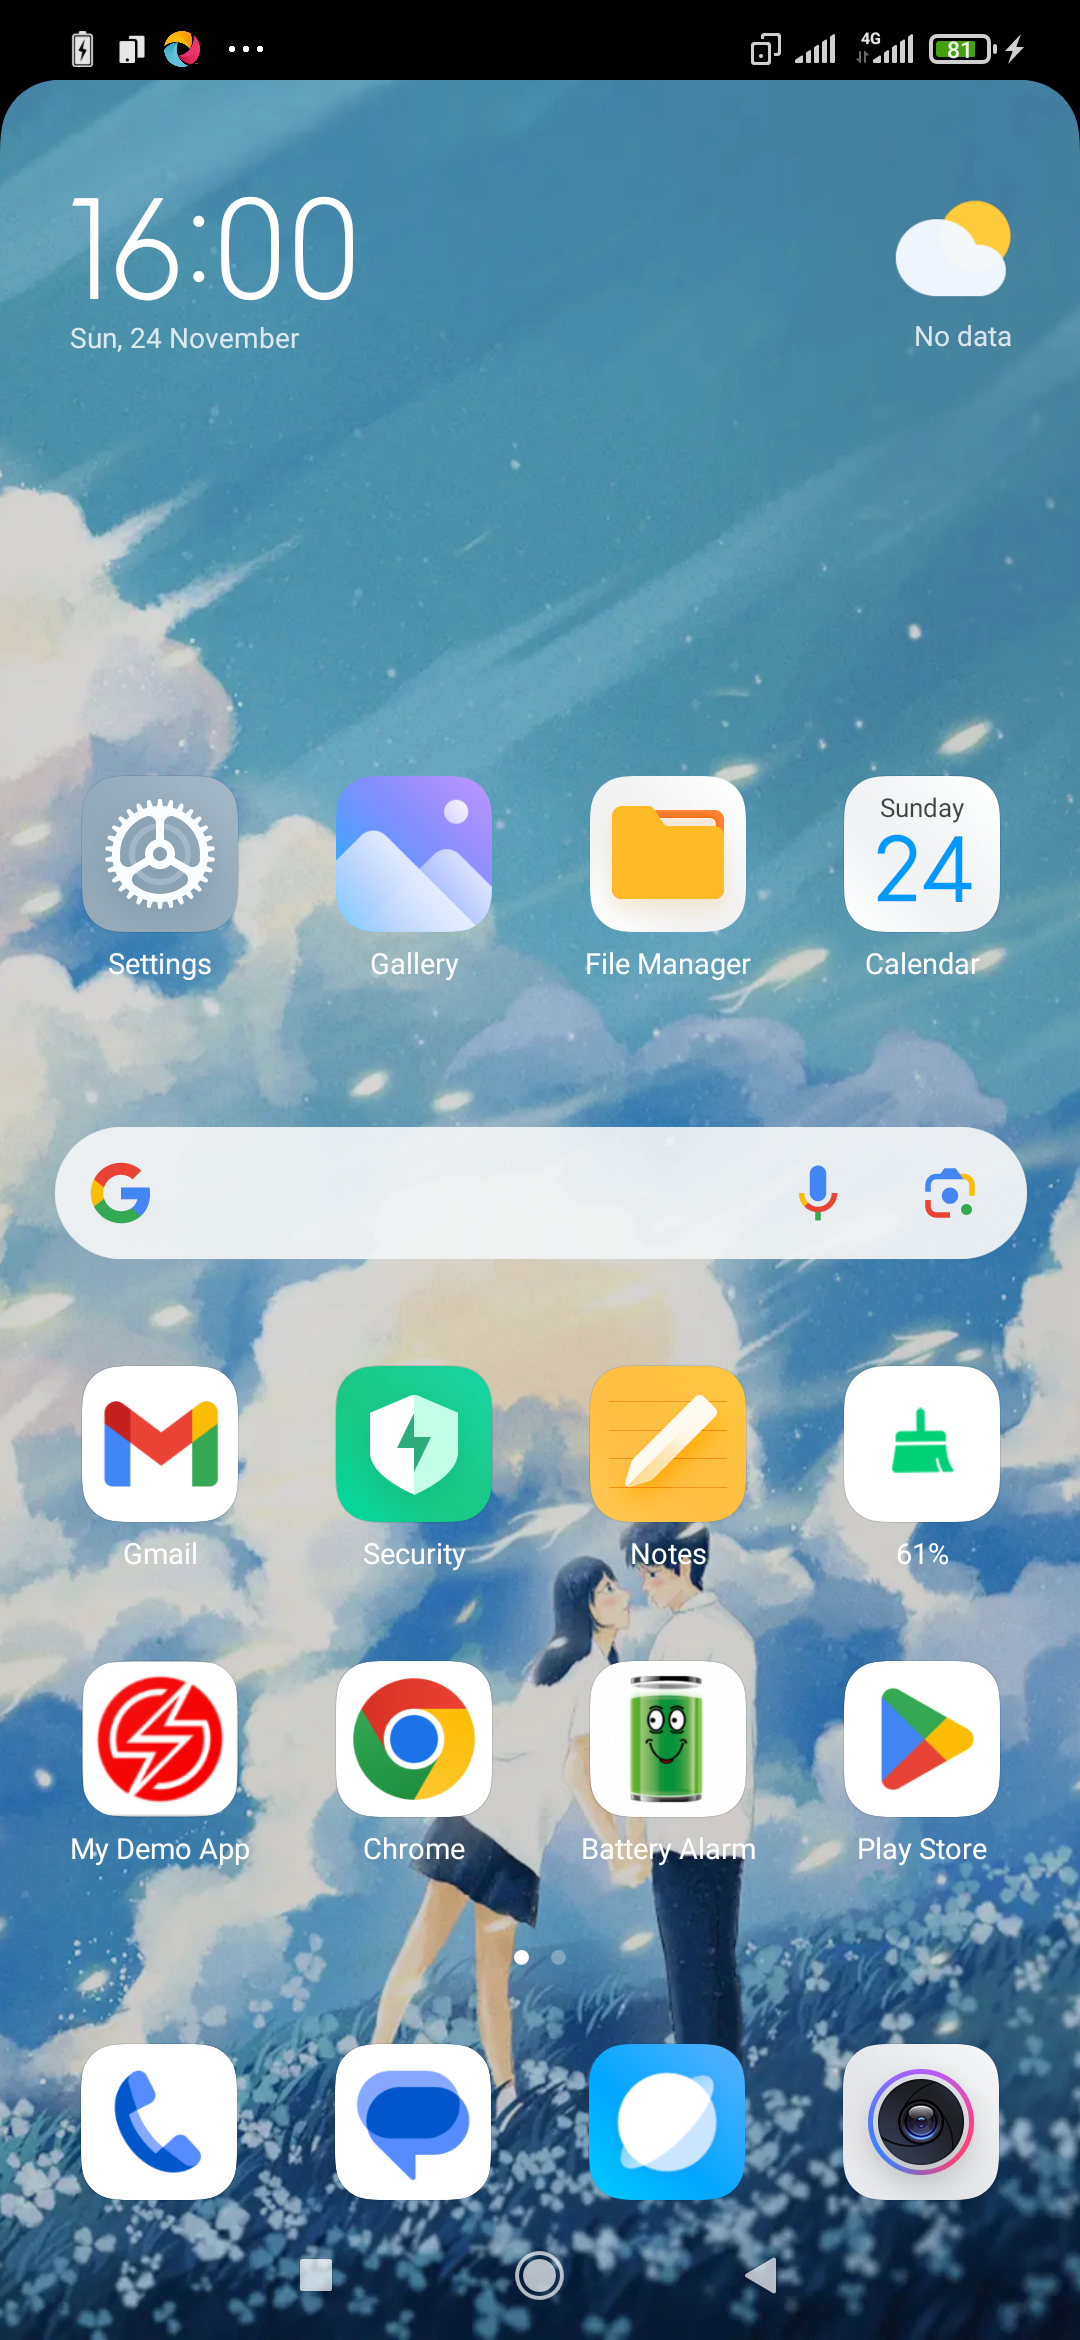 4G
81
16:00
Sun, 24 November
No data
Sunday
24
Settings
Gallery
File Manager
Calendar
Gmail
Security
Notes
61%
My Demo App
Chrome
Battery Alarm
Play Store